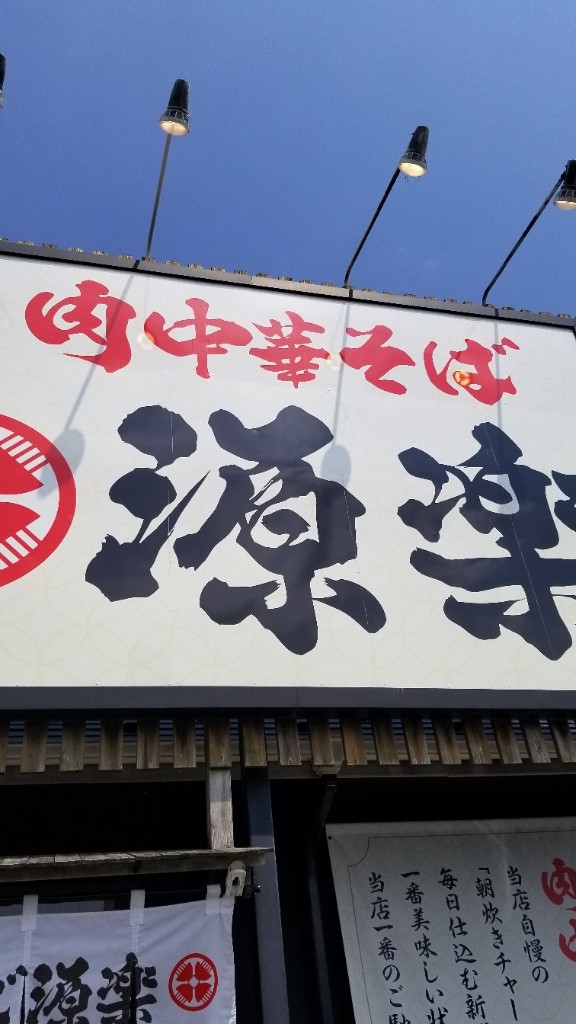 肉中華そば
源楽
源楽
当店自慢の
「朝炊きチャー
毎日仕込む新
一番美味しい状
当店一番のご馳